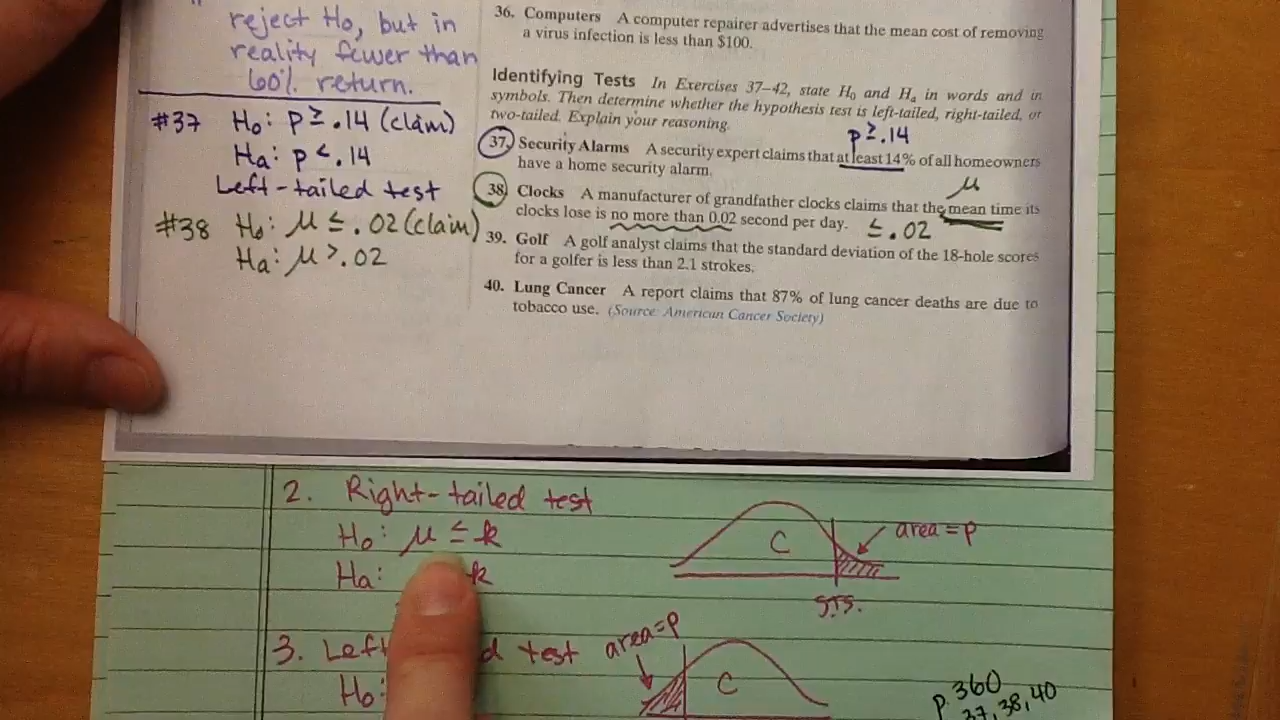 reject Ho, but in
reality fewer than
60% return.
#37 Ho: p ≥ .14 (claim)
Ha: p < .14
Left-tailed test
#38 Ho: μ ≤ .02 (claim)
Ha: μ > .02
36. Computers A computer repairer advertises that the mean cost of removing
a virus infection is less than $100.
Identifying Tests In Exercises 37–42, state H0 and Ha in words and in
symbols. Then determine whether the hypothesis test is left-tailed, right-tailed, or
two-tailed. Explain your reasoning.
p ≥ .14
37. Security Alarms A security expert claims that at least 14% of all homeowners
have a home security alarm.
μ
38. Clocks A manufacturer of grandfather clocks claims that the mean time its
clocks lose is no more than 0.02 second per day.
≤ .02
39. Golf A golf analyst claims that the standard deviation of the 18-hole scores
for a golfer is less than 2.1 strokes.
40. Lung Cancer A report claims that 87% of lung cancer deaths are due to
tobacco use. (Source: American Cancer Society)
2. Right-tailed test
Ho: μ ≤ k
Ha: k
C
area = p
S.T.S.
3. test
Ho:
area = p
C
p. 360
37, 38, 40